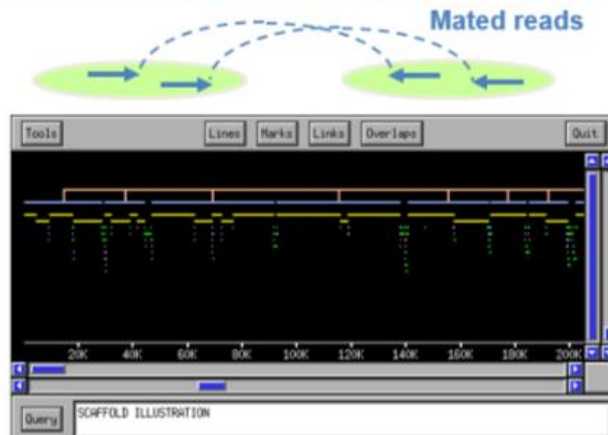 Mated reads
Tools Lines Marks Links Overlaps Quit
20K 40K 60K 80K 100K 120K 140K 160K 180K 200K
Query SCAFFOLD ILLUSTRATION